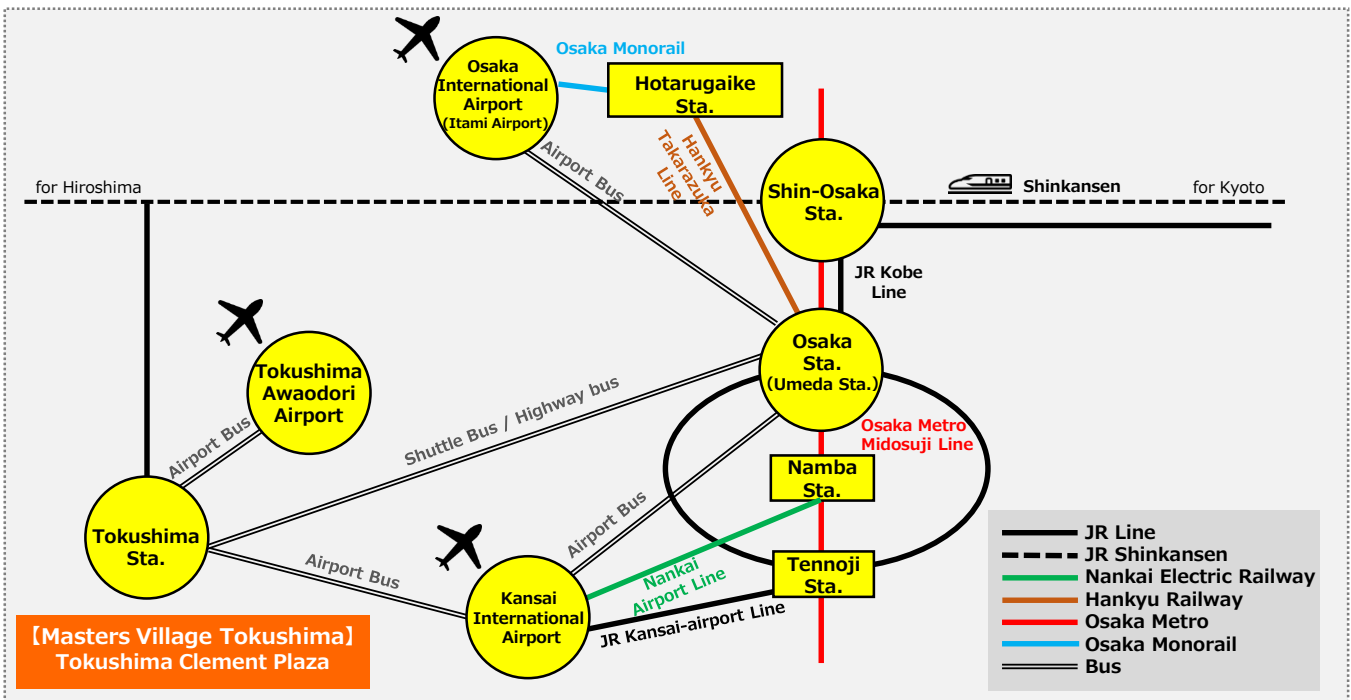 Osaka Monorail
Osaka
International
Airport
(Itami Airport)
Hotarugaike
Sta.
Airport Bus
Hankyu
Takarazuka
Line
for Hiroshima
Shin-Osaka
Sta.
Shinkansen
for Kyoto
JR Kobe
Line
Osaka
Sta.
(Umeda Sta.)
Tokushima
Awaodori
Airport
Airport Bus
Shuttle Bus / Highway bus
Osaka Metro
Midosuji Line
Namba
Sta.
Tokushima
Sta.
Airport Bus
Airport Bus
Kansai
International
Airport
Nankai
Airport Line
JR Kansai-airport Line
Tennoji
Sta.
【Masters Village Tokushima】
Tokushima Clement Plaza
JR Line
JR Shinkansen
Nankai Electric Railway
Hankyu Railway
Osaka Metro
Osaka Monorail
Bus